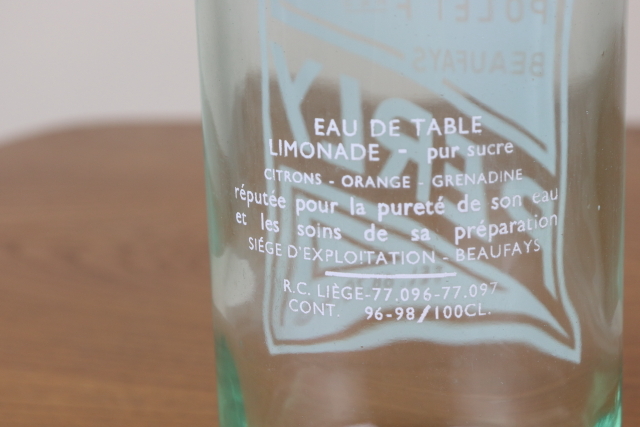 EAU DE TABLE
LIMONADE - pur sucre
CITRONS - ORANGE - GRENADINE
réputée pour la pureté de son eau
et les soins de sa préparation
SIÉGE D'EXPLOITATION - BEAUFAYS
R.C. LIÈGE-77.096-77.097
CONT. 96-98/100CL.
BEAUFAYS